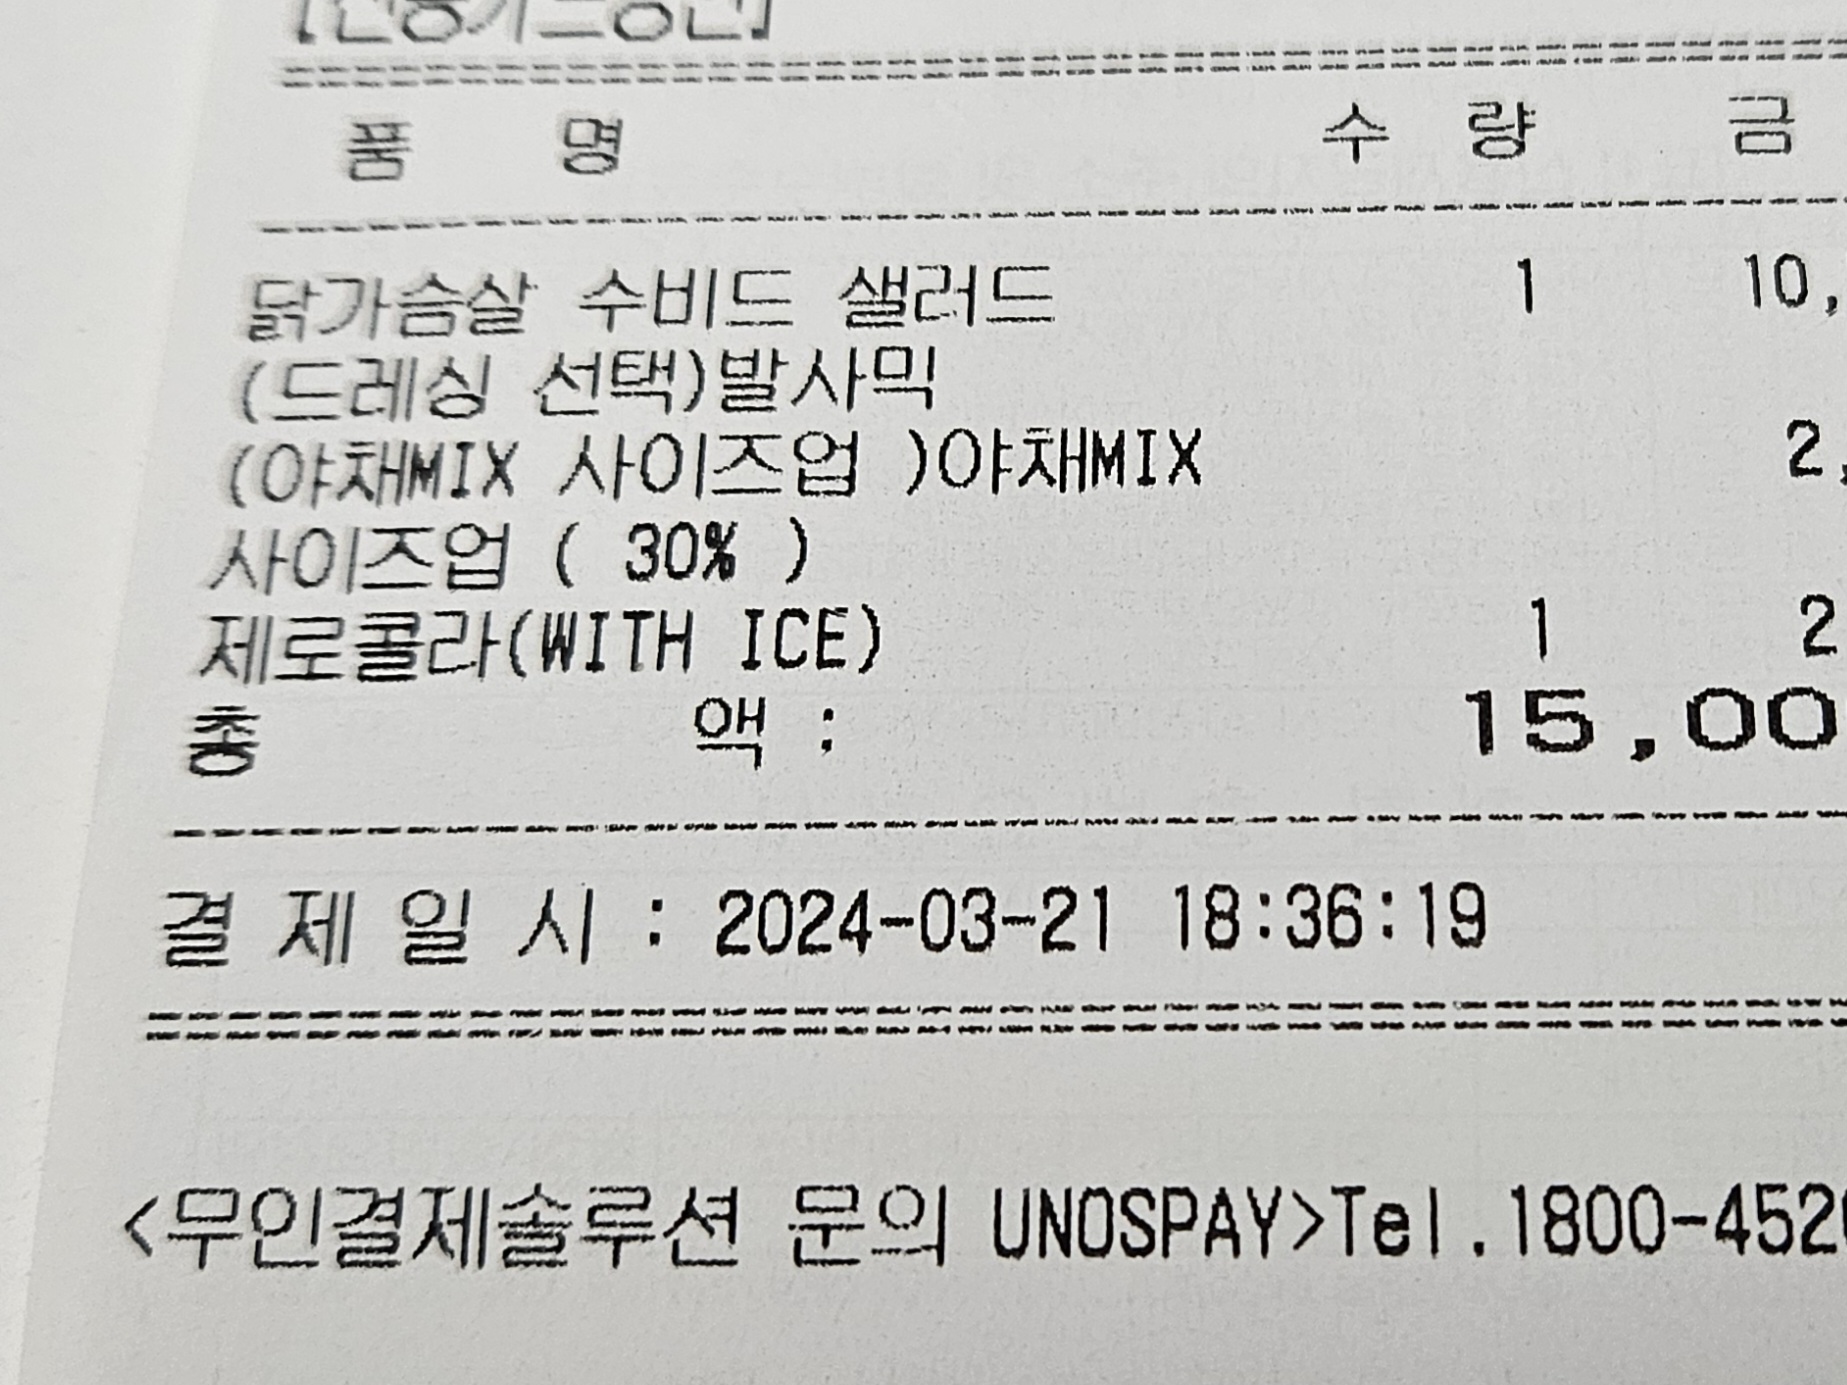 품 명 수 량 금
닭가슴살 수비드 샐러드 1 10,
(드레싱 선택)발사믹
(야채MIX 사이즈업 )야채MIX 2,
사이즈업 ( 30% )
제로콜라(WITH ICE) 1 2
총 액 : 15,00
결 제 일 시 : 2024-03-21 18:36:19
<무인결제솔루션 문의 UNOSPAY>Tel.1800-452